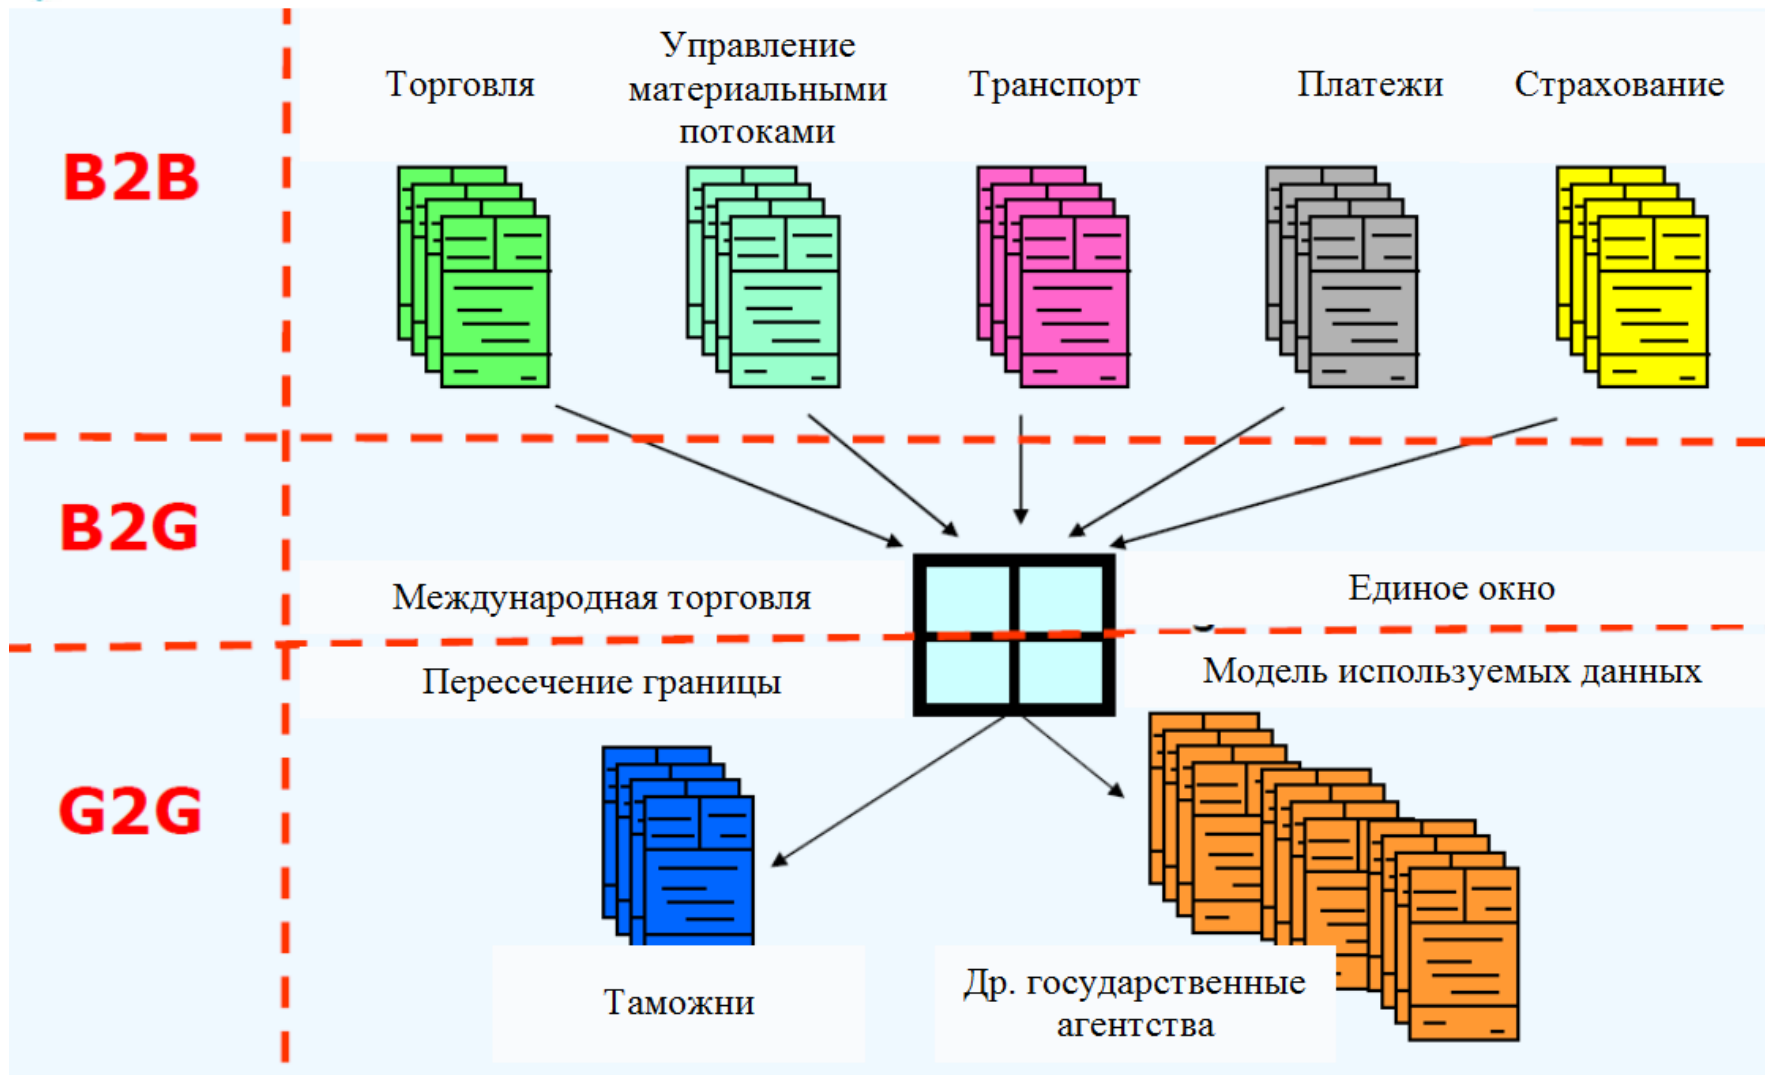 Торговля
Управление
материальными
потоками
Транспорт
Платежи
Страхование
B2B
B2G
Международная торговля
Единое окно
Пересечение границы
Модель используемых данных
G2G
Таможни
Др. государственные
агентства